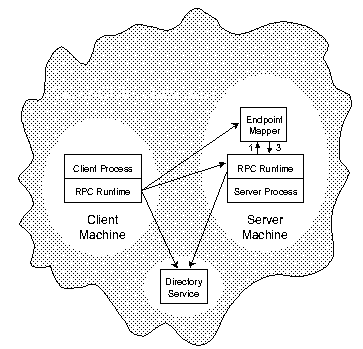 Endpoint
Mapper
1 3
Client Process
RPC Runtime
Client
Machine
RPC Runtime
Server Process
Server
Machine
Directory
Service